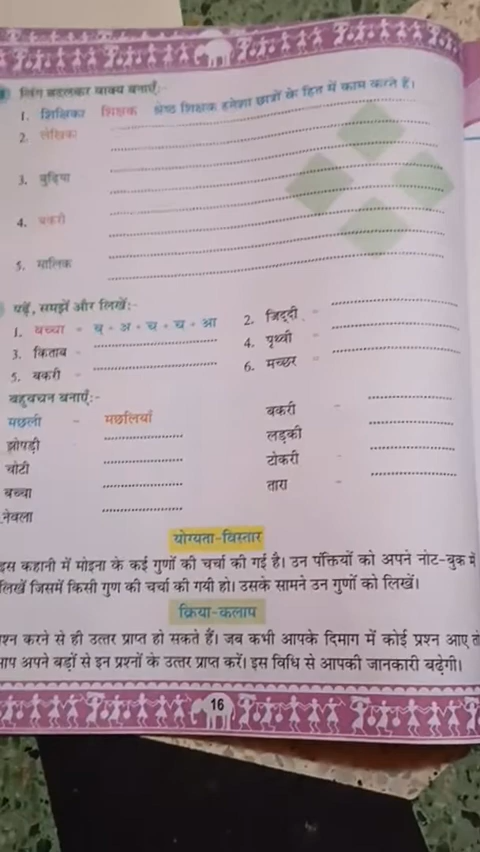 लिंग बदलकर वाक्य बनाएँ:-
1. शिक्षिका शिक्षक श्रेष्ठ शिक्षक हमेशा छात्रों के हित में काम करते हैं।
2. लेखिका
3. बुढ़िया
4. बकरी
5. मालिक
पढ़ें, समझें और लिखें:-
1. बच्चा = ब् + अ + च् + च + आ
2. जिद्दी =
3. किताब =
4. पृथ्वी =
5. बकरी =
6. मच्छर =
बहुवचन बनाएँ:-
मछली - मछलियाँ
बकरी -
झोपड़ी
लड़की
चोटी
टोकरी -
बच्चा
तारा -
नेवला
योग्यता-विस्तार
इस कहानी में मोइना के कई गुणों की चर्चा की गई है। उन पंक्तियों को अपने नोट-बुक में
लिखें जिसमें किसी गुण की चर्चा की गयी हो। उसके सामने उन गुणों को लिखें।
क्रिया-कलाप
प्रश्न करने से ही उत्तर प्राप्त हो सकते हैं। जब कभी आपके दिमाग में कोई प्रश्न आए तो
आप अपने बड़ों से इन प्रश्नों के उत्तर प्राप्त करें। इस विधि से आपकी जानकारी बढ़ेगी।
16